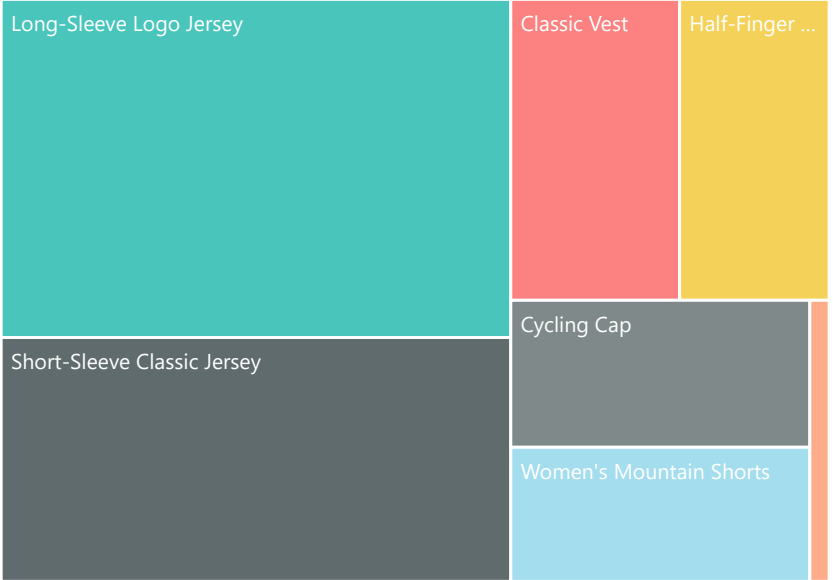 Long-Sleeve Logo Jersey
Classic Vest
Half-Finger ...
Short-Sleeve Classic Jersey
Cycling Cap
Women's Mountain Shorts